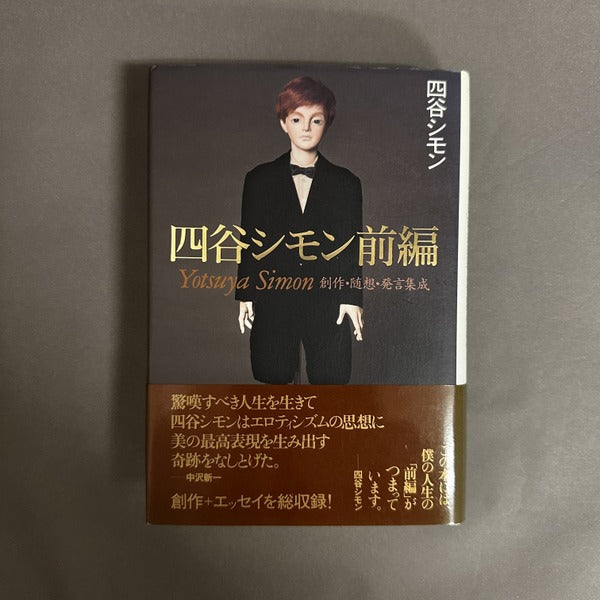 四谷シモン
四谷シモン前編
Yotsuya Simon 創作・随想・発言集成
驚嘆すべき人生を生きて
四谷シモンはエロティシズムの思想に
美の最高表現を生み出す
奇跡をなしとげた。
──中沢新一
創作+エッセイを総収録!
この本には
僕の人生の
「前編」が
つまって
います。
──四谷シモン